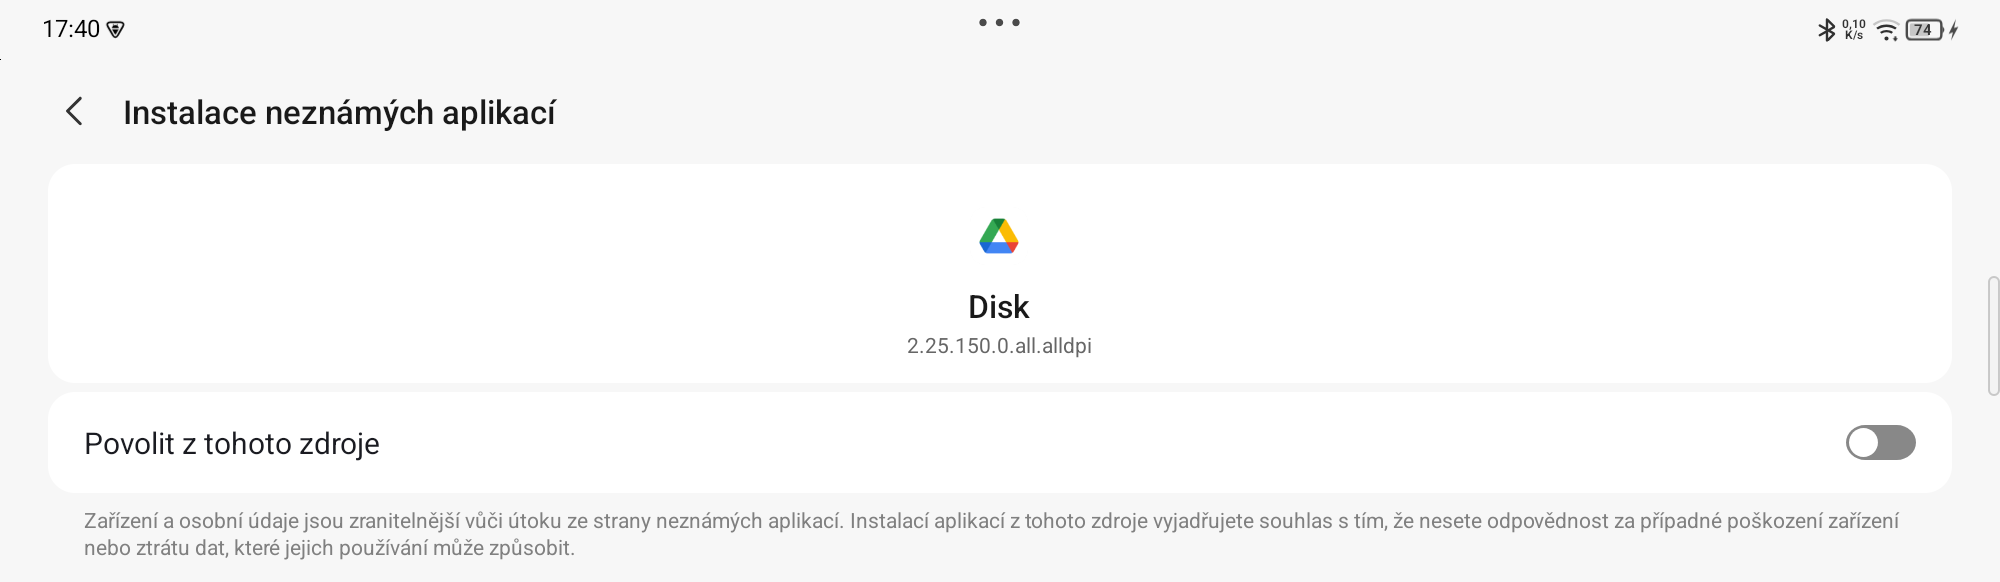 17:40
0,10
K/s
74
Instalace neznámých aplikací
Disk
2.25.150.0.all.alldpi
Povolit z tohoto zdroje
Zařízení a osobní údaje jsou zranitelnější vůči útoku ze strany neznámých aplikací. Instalací aplikací z tohoto zdroje vyjadřujete souhlas s tím, že nesete odpovědnost za případné poškození zařízení
nebo ztrátu dat, které jejich používání může způsobit.